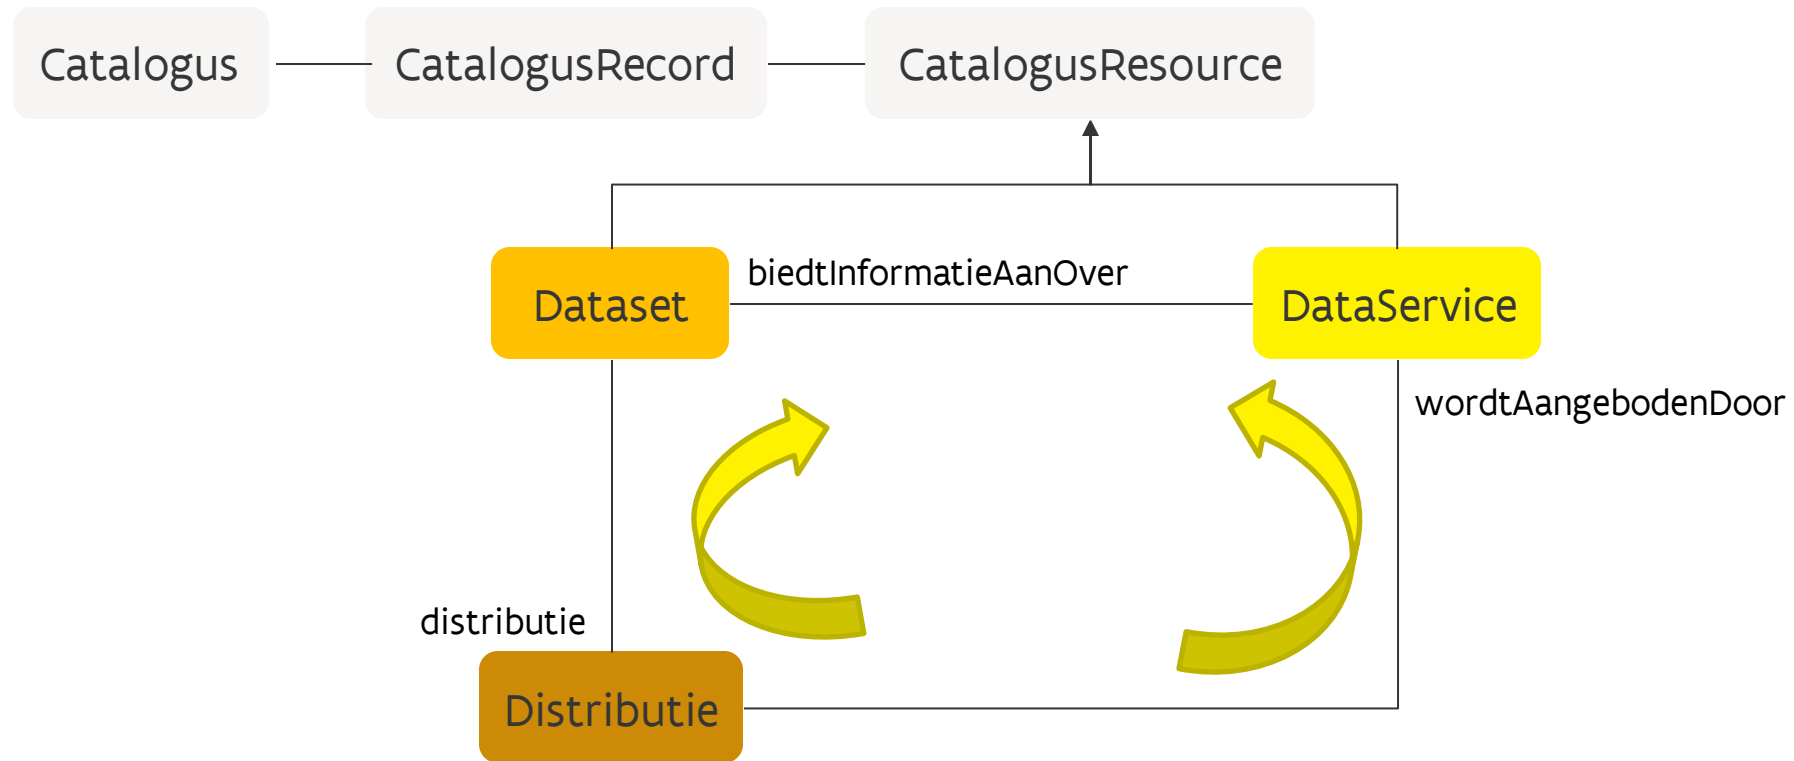 Catalogus
CatalogusRecord
CatalogusResource
biedtInformatieAanOver
Dataset
DataService
wordtAangebodenDoor
distributie
Distributie